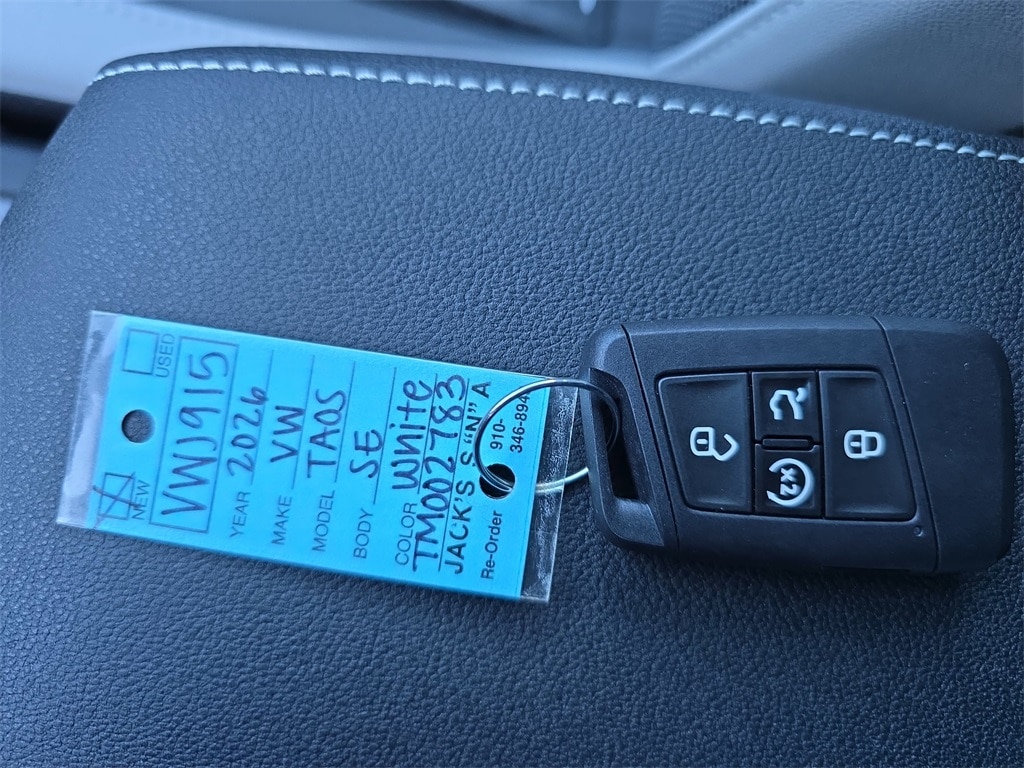 NEW
USED
VWJ915
YEAR 2026
MAKE VW
MODEL TAOS
BODY SE
COLOR White
TM002783
JACK'S S "N" A
Re-Order 910-
346-894
x2